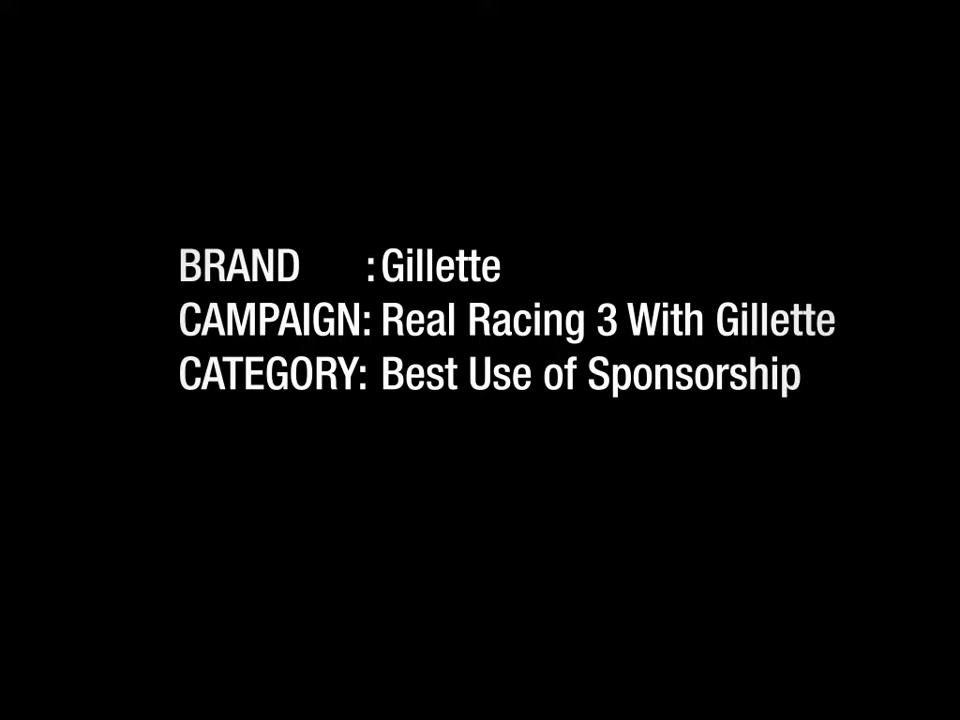 BRAND : Gillette
CAMPAIGN: Real Racing 3 With Gillette
CATEGORY: Best Use of Sponsorship